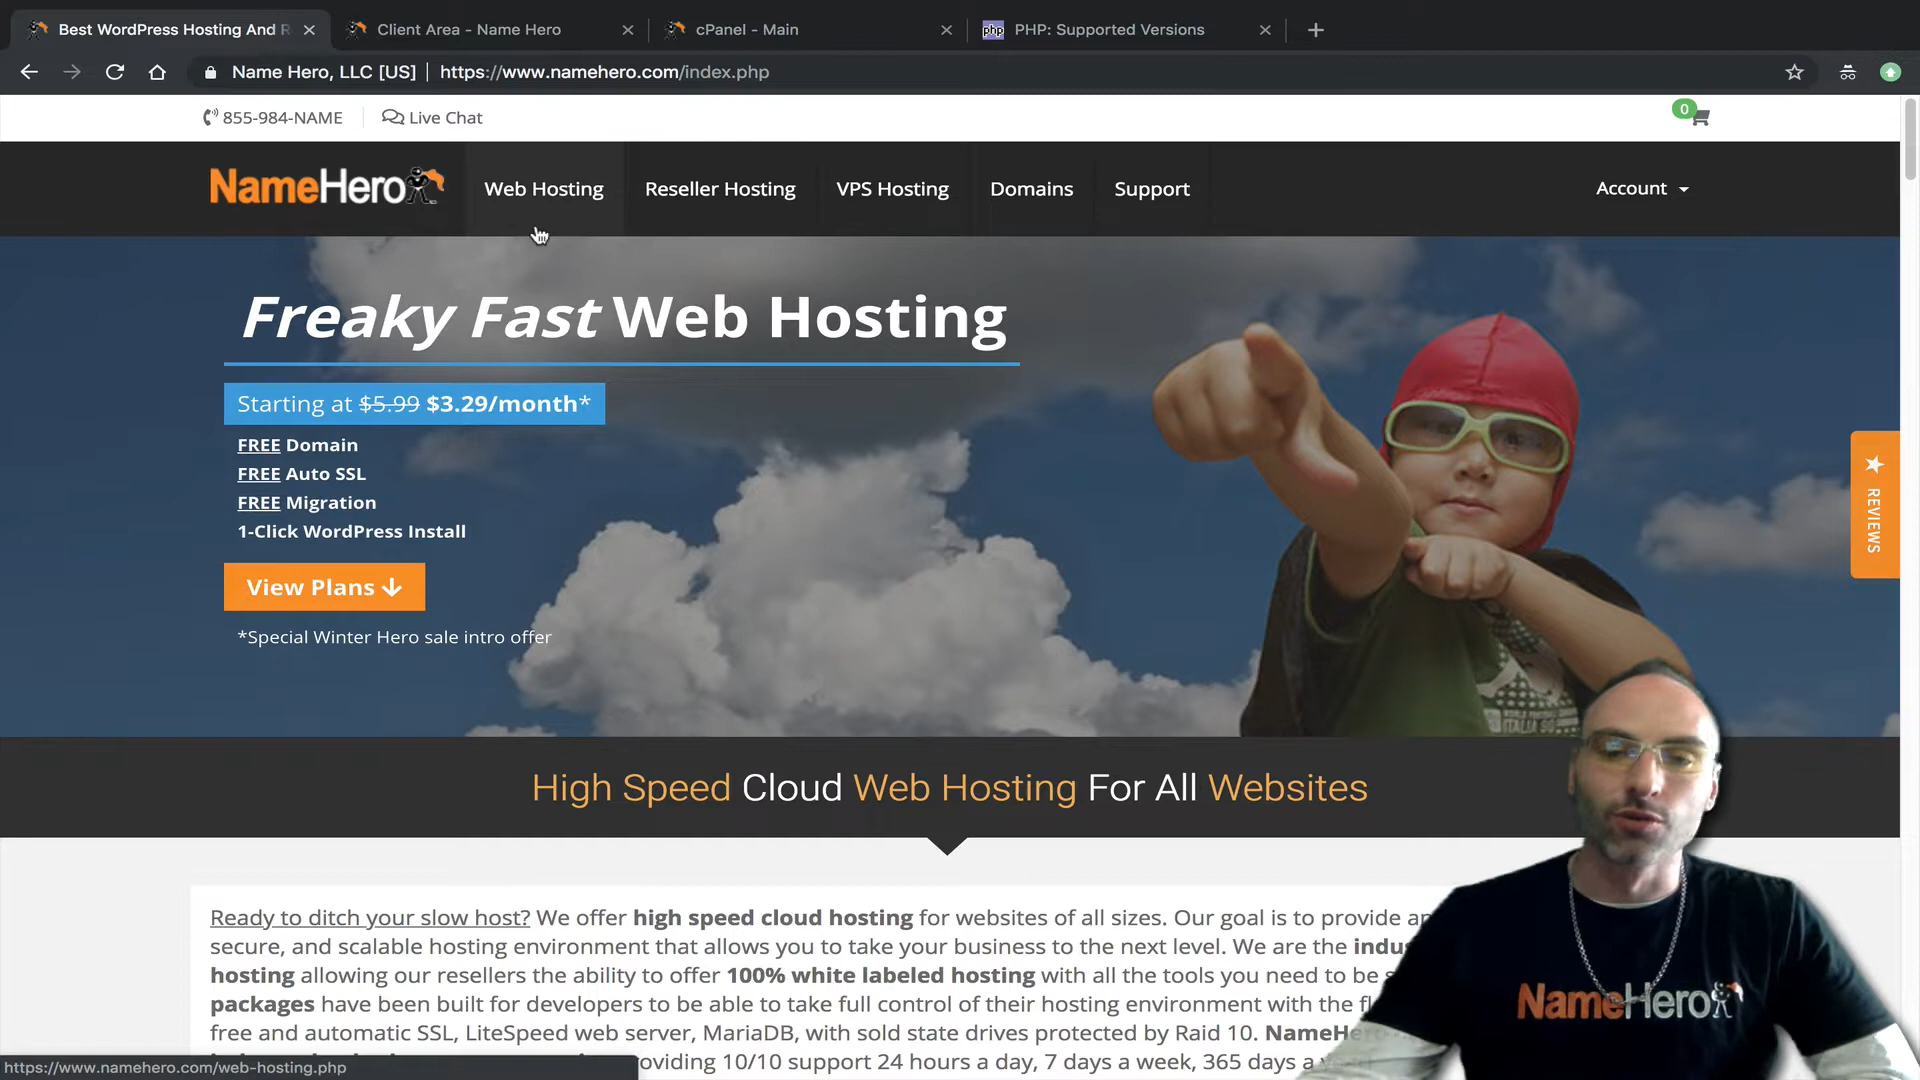 Best WordPress Hosting And R
Client Area - Name Hero
cPanel - Main
php
PHP: Supported Versions
Name Hero, LLC [US]
https://www.namehero.com/index.php
855-984-NAME
Live Chat
0
NameHero
Web Hosting
Reseller Hosting
VPS Hosting
Domains
Support
Account
Freaky Fast Web Hosting
Starting at $5.99 $3.29/month*
FREE Domain
FREE Auto SSL
FREE Migration
1-Click WordPress Install
View Plans
*Special Winter Hero sale intro offer
REVIEWS
High Speed Cloud Web Hosting For All Websites
Ready to ditch your slow host? We offer high speed cloud hosting for websites of all sizes. Our goal is to provide
secure, and scalable hosting environment that allows you to take your business to the next level. We are the
hosting allowing our resellers the ability to offer 100% white labeled hosting with all the tools you need to be
packages have been built for developers to be able to take full control of their hosting environment with the
free and automatic SSL, LiteSpeed web server, MariaDB, with sold state drives protected by Raid 10.
10/10 support 24 hours a day, 7 days a week, 365 days a
NameHero
https://www.namehero.com/web-hosting.php